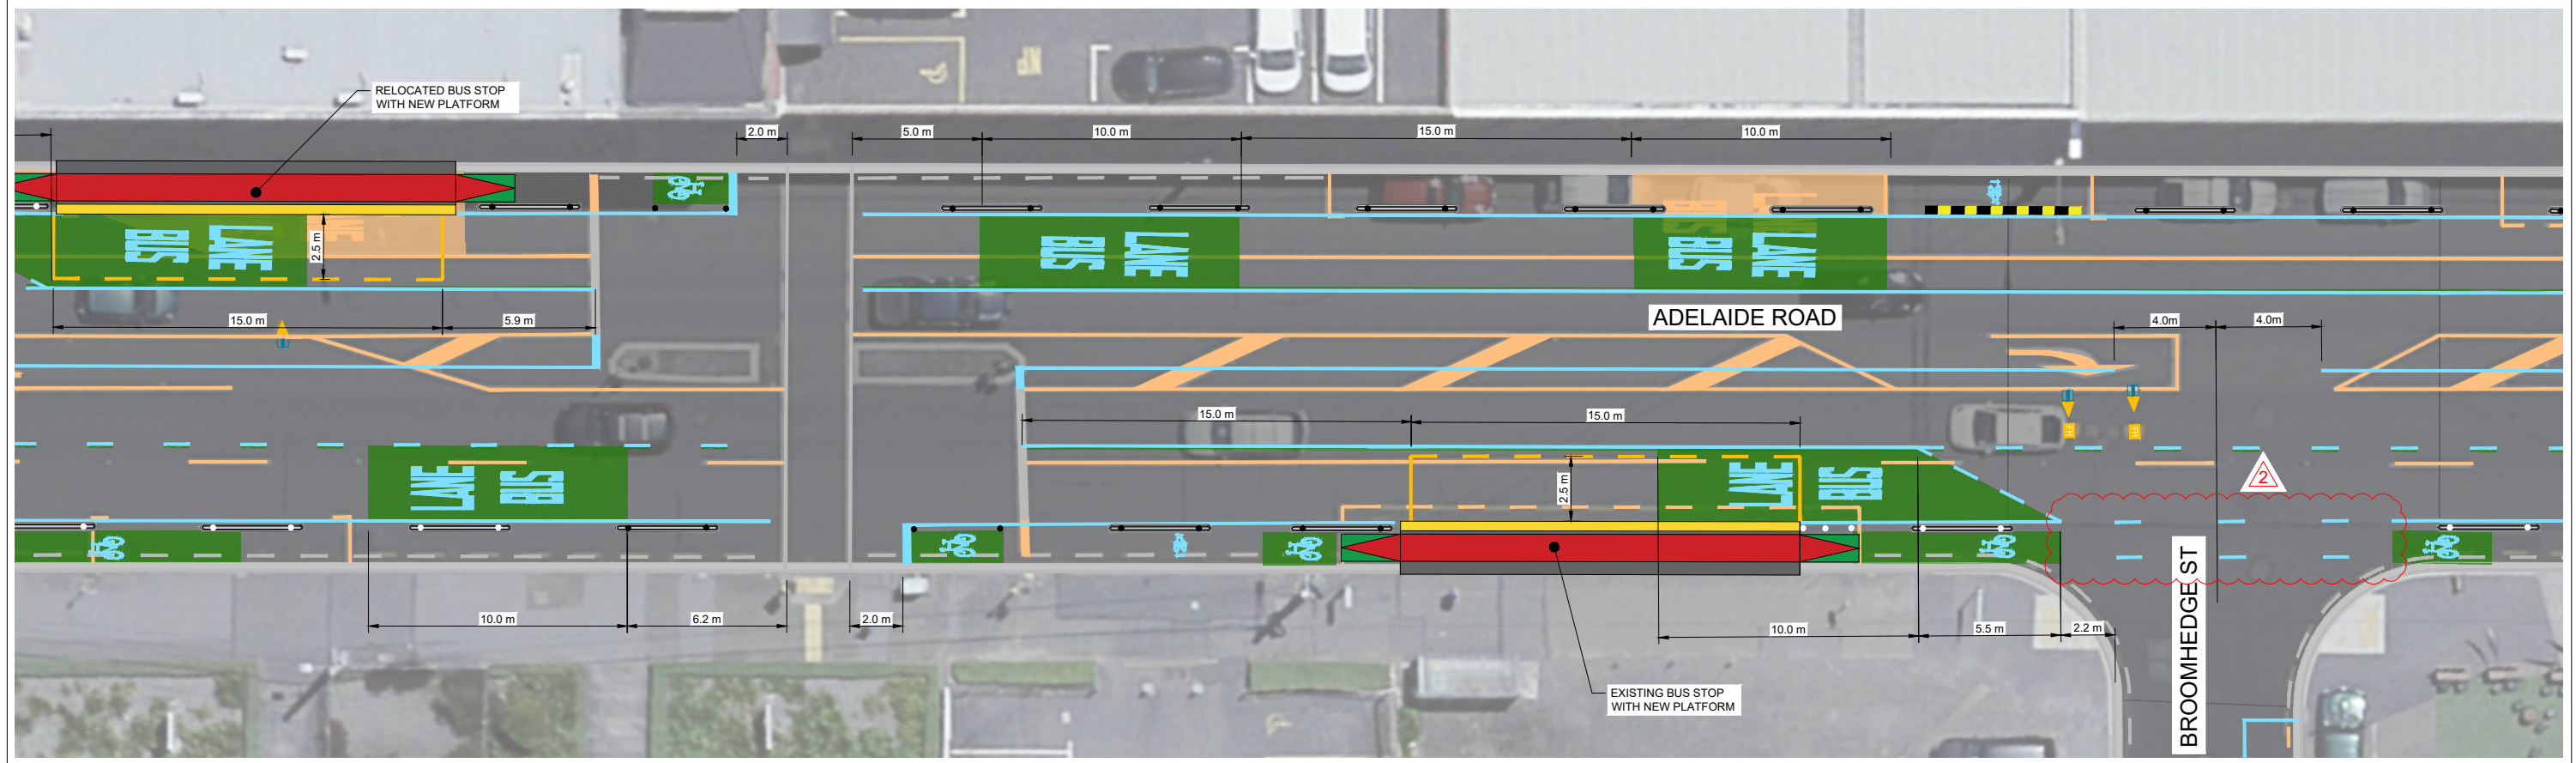 RELOCATED BUS STOP
WITH NEW PLATFORM
2.0 m
5.0 m
10.0 m
15.0 m
10.0 m
BUS
LANE
LANE
2.5 m
BUS
LANE
BUS
LANE
15.0 m
5.9 m
ADELAIDE ROAD
4.0m
4.0m
15.0 m
15.0 m
FH
FH
LANE
BUS
2.5 m
LANE
BUS
2
10.0 m
6.2 m
2.0 m
10.0 m
5.5 m
2.2 m
BROOMHEDGE ST
EXISTING BUS STOP
WITH NEW PLATFORM